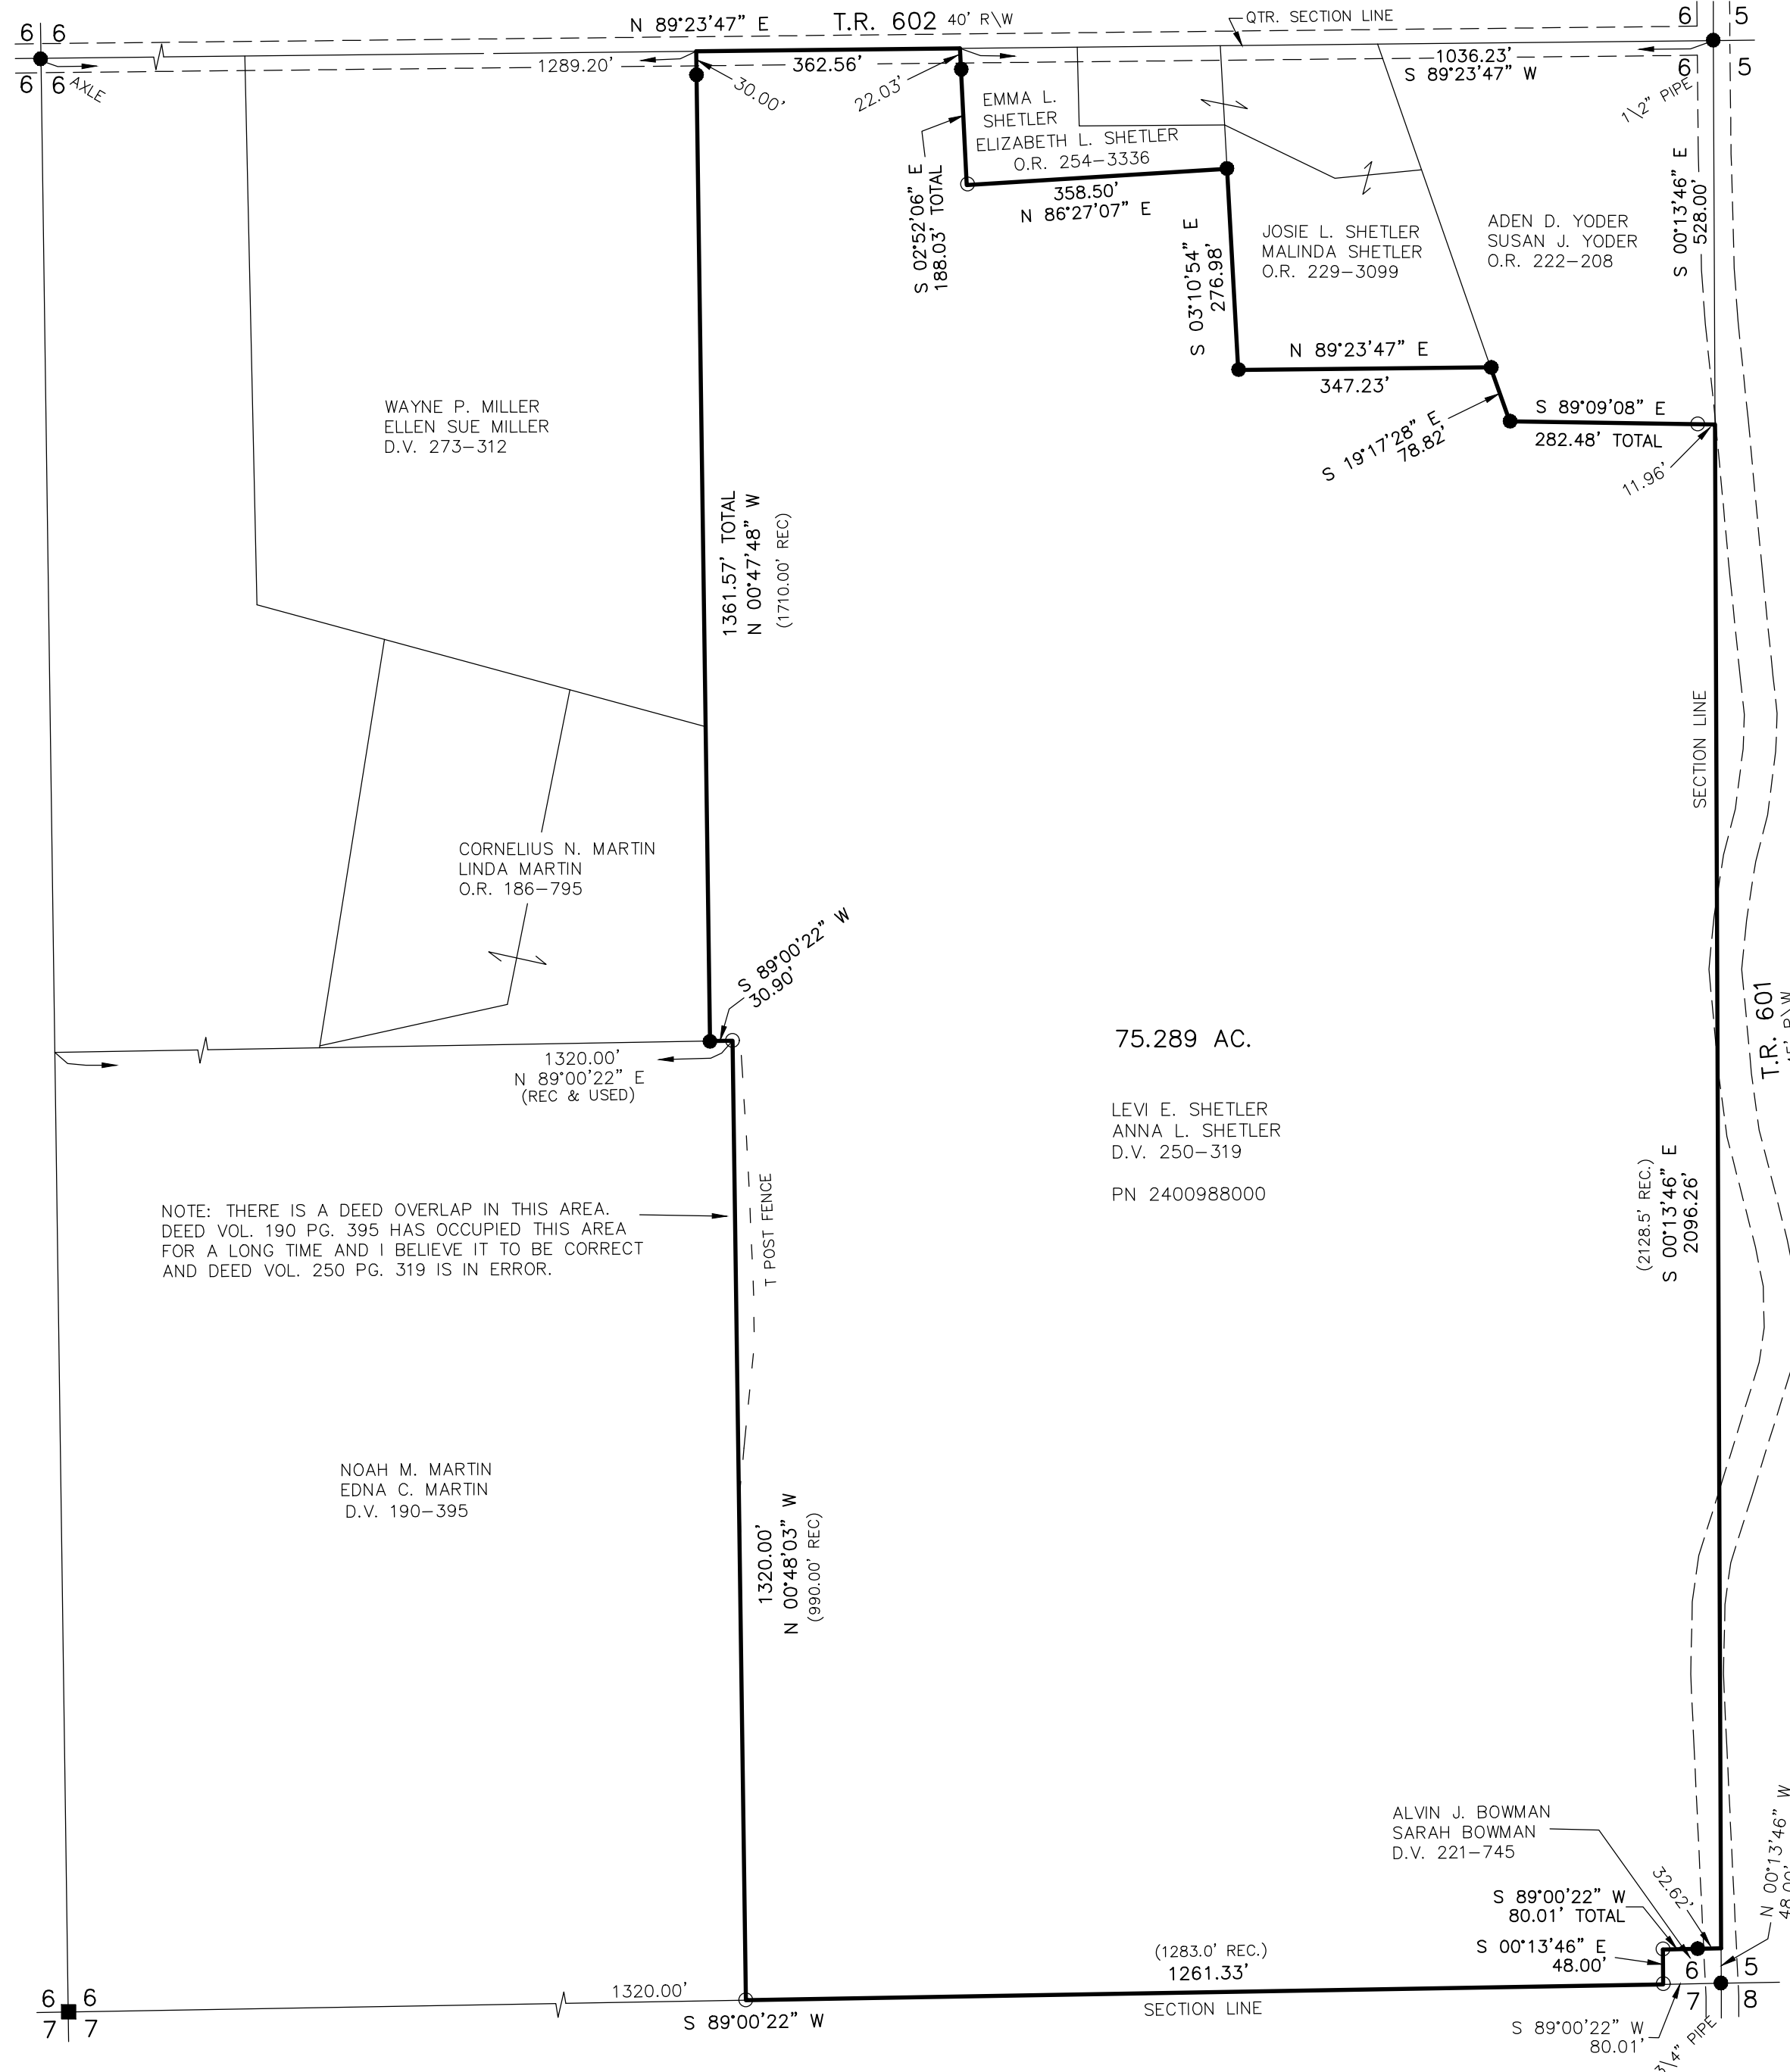 6 6
N 89°23'47" E
T.R. 602 40' R\W
QTR. SECTION LINE
6 5
6 6
AXLE
1289.20'
30.00'
362.56'
22.03'
1036.23'
S 89°23'47" W
6 5
1\2" PIPE
EMMA L.
SHETLER
ELIZABETH L. SHETLER
O.R. 254-3336
S 02°52'06" E
188.03' TOTAL
358.50'
N 86°27'07" E
S 03°10'54" E
276.98'
JOSIE L. SHETLER
MALINDA SHETLER
O.R. 229-3099
ADEN D. YODER
SUSAN J. YODER
O.R. 222-208
S 00°13'46" E
528.00'
N 89°23'47" E
347.23'
S 19°17'28" E
78.82'
S 89°09'08" E
282.48' TOTAL
11.96'
WAYNE P. MILLER
ELLEN SUE MILLER
D.V. 273-312
1361.57' TOTAL
N 00°47'48" W
(1710.00' REC)
SECTION LINE
CORNELIUS N. MARTIN
LINDA MARTIN
O.R. 186-795
S 89°00'22" W
30.90'
1320.00'
N 89°00'22" E
(REC & USED)
75.289 AC.
LEVI E. SHETLER
ANNA L. SHETLER
D.V. 250-319
PN 2400988000
T.R. 601
NOTE: THERE IS A DEED OVERLAP IN THIS AREA.
DEED VOL. 190 PG. 395 HAS OCCUPIED THIS AREA
FOR A LONG TIME AND I BELIEVE IT TO BE CORRECT
AND DEED VOL. 250 PG. 319 IS IN ERROR.
T POST FENCE
(2128.5' REC.)
S 00°13'46" E
2096.26'
NOAH M. MARTIN
EDNA C. MARTIN
D.V. 190-395
1320.00'
N 00°48'03" W
(990.00' REC)
ALVIN J. BOWMAN
SARAH BOWMAN
D.V. 221-745
32.62'
N 00°13'46" W
48.00'
S 89°00'22" W
80.01' TOTAL
S 00°13'46" E
48.00'
(1283.0' REC.)
1261.33'
SECTION LINE
1320.00'
S 89°00'22" W
6 6
7 7
6 5
7 8
S 89°00'22" W
80.01'
3\4" PIPE